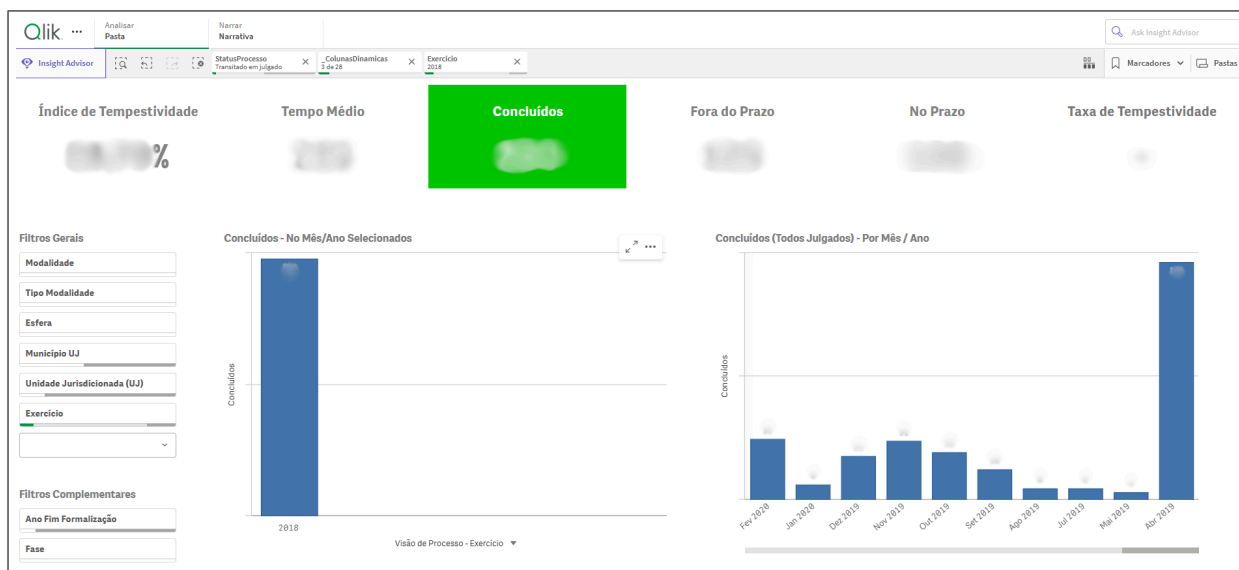 Qlik
Analisar
Pasta
Narrar
Narrativa
Ask Insight Advisor
Insight Advisor
StatusProcesso
Transitado em julgado
_ColunasDinamicas
3 de 28
Exercicio
2018
Marcadores
Pastas
Índice de Tempestividade
Tempo Médio
Concluídos
Fora do Prazo
No Prazo
Taxa de Tempestividade
%
Filtros Gerais
Modalidade
Tipo Modalidade
Esfera
Município UJ
Unidade Jurisdicionada (UJ)
Exercício
Filtros Complementares
Ano Fim Formalização
Fase
Concluídos - No Mês/Ano Selecionados
Concluídos
2018
Visão de Processo - Exercício
Concluídos (Todos Julgados) - Por Mês / Ano
Concluídos
Fev 2020
Jan 2020
Dez 2019
Nov 2019
Out 2019
Set 2019
Ago 2019
Jul 2019
Mai 2019
Abr 2019